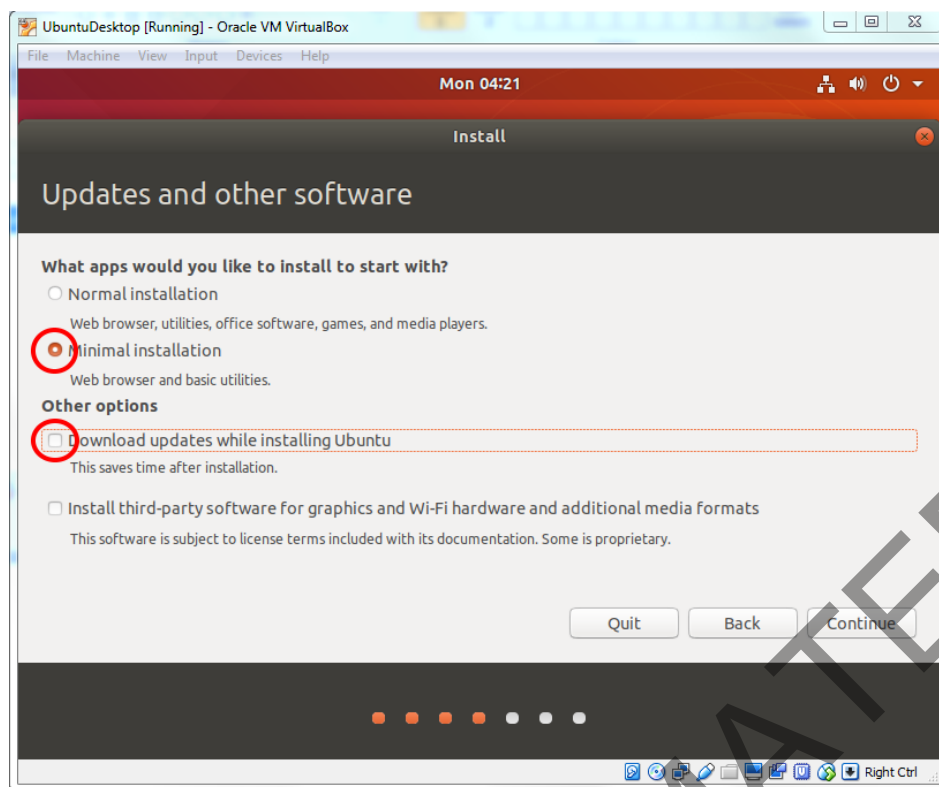 UbuntuDesktop [Running] - Oracle VM VirtualBox
File Machine View Input Devices Help
Mon 04:21
Install
Updates and other software
What apps would you like to install to start with?
Normal installation
Web browser, utilities, office software, games, and media players.
Minimal installation
Web browser and basic utilities.
Other options
Download updates while installing Ubuntu
This saves time after installation.
Install third-party software for graphics and Wi-Fi hardware and additional media formats
This software is subject to license terms included with its documentation. Some is proprietary.
Quit Back Continue
Right Ctrl